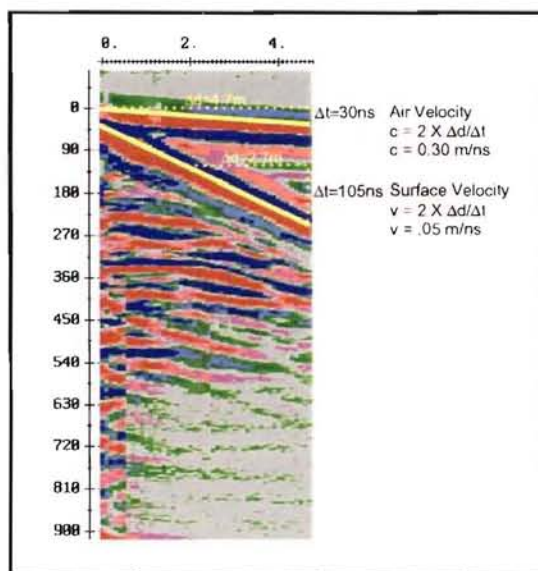 0. 2. 4.
0
90
180
270
360
450
540
630
720
810
900
Δt=30ns Air Velocity
c = 2 X Δd/Δt
c = 0.30 m/ns
Δt=105ns Surface Velocity
v = 2 X Δd/Δt
v = .05 m/ns